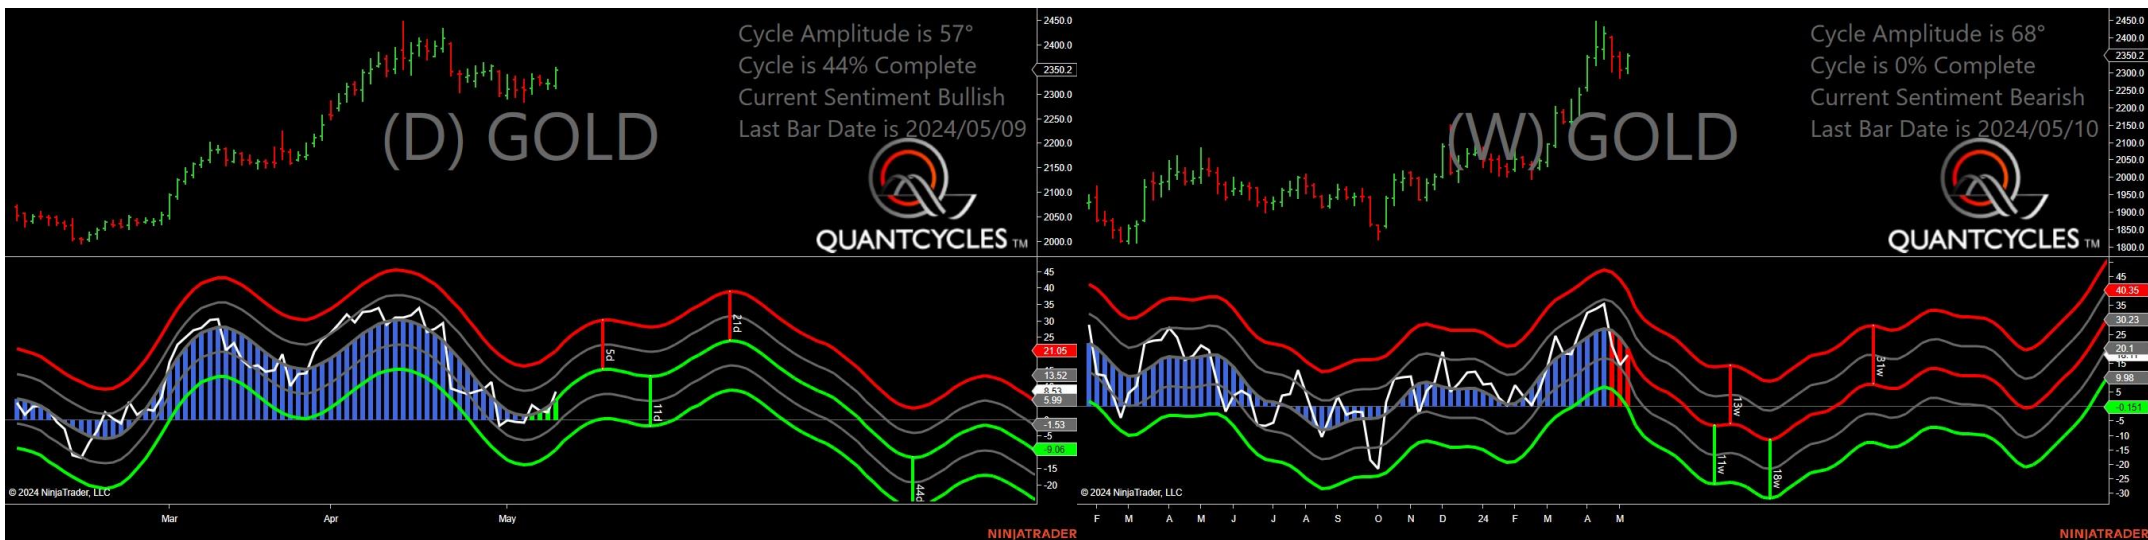 Cycle Amplitude is 57°
Cycle is 44% Complete
Current Sentiment Bullish
Last Bar Date is 2024/05/09
(D) GOLD
QUANTCYCLES TM
2450.0
2400.0
2350.2
2300.0
2250.0
2200.0
2150.0
2100.0
2050.0
2000.0
45
40
35
30
25
21.05
13.52
8.53
5.99
-1.53
-5
-9.06
-15
-20
5d
11d
21d
44d
© 2024 NinjaTrader, LLC
Mar Apr May
NINJATRADER
Cycle Amplitude is 68°
Cycle is 0% Complete
Current Sentiment Bearish
Last Bar Date is 2024/05/10
(W) GOLD
QUANTCYCLES TM
2450.0
2400.0
2350.2
2300.0
2250.0
2200.0
2150.0
2100.0
2050.0
2000.0
1950.0
1900.0
1850.0
1800.0
45
40.35
35
30.23
25
20.1
15
9.98
5
-0.151
-5
-10
-15
-20
-25
-30
11w
13w
18w
31w
© 2024 NinjaTrader, LLC
F M A M J J A S O N D 24 F M A M
NINJATRADER